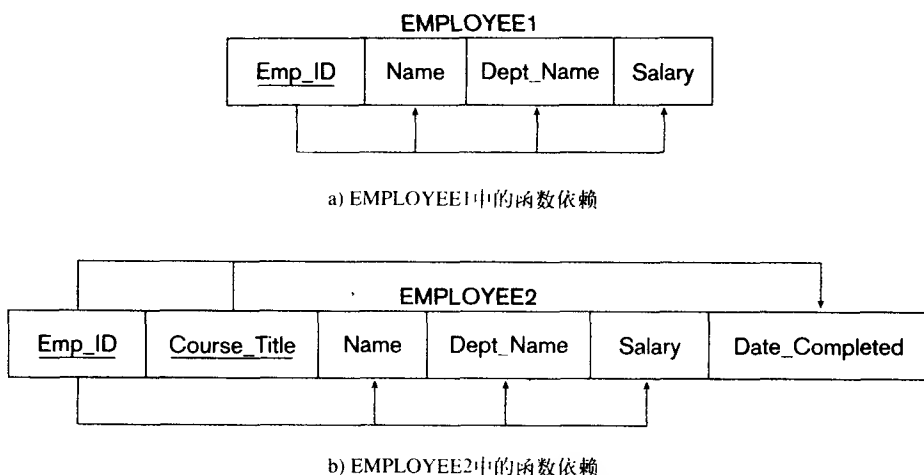 EMPLOYEE1
Emp_ID Name Dept_Name Salary
a) EMPLOYEE1中的函数依赖
EMPLOYEE2
Emp_ID Course_Title Name Dept_Name Salary Date_Completed
b) EMPLOYEE2中的函数依赖